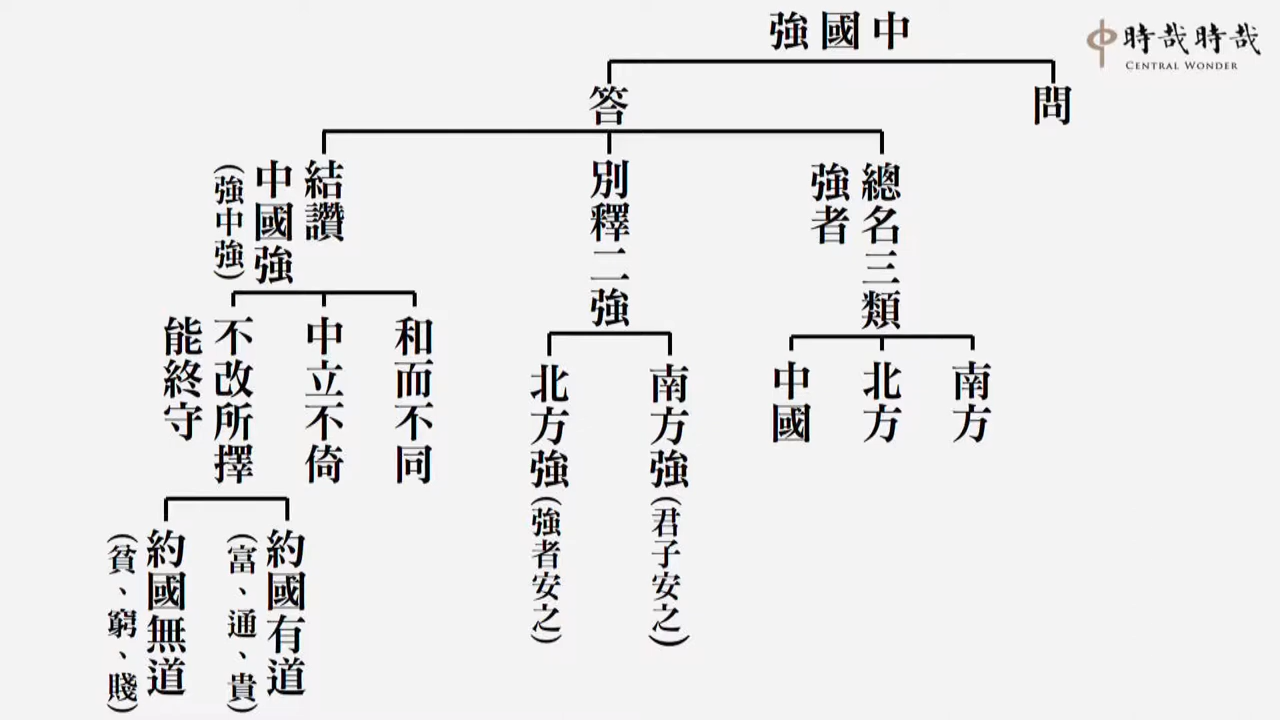 中國強
時哉時哉
CENTRAL WONDER
問
答
總名三類
強者
南方
北方
中國
別釋二強
南方強(君子安之)
北方強(強者安之)
結讚
中國強
(強中強)
和而不同
中立不倚
不改所擇
能終守
約國有道
(富、通、貴)
約國無道
(貧、窮、賤)